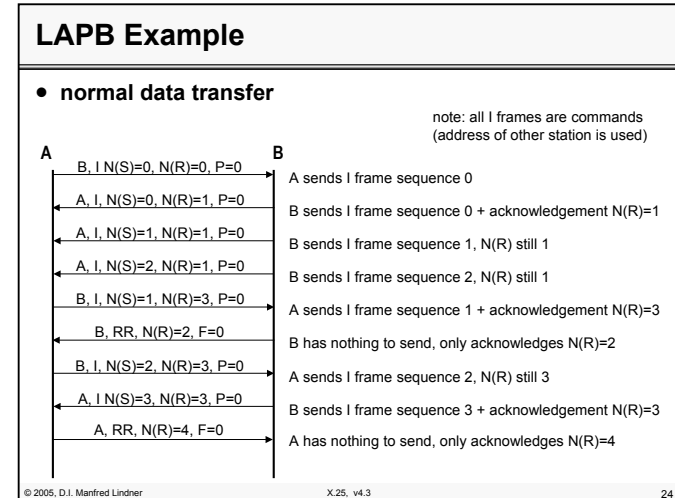 LAPB Example
• normal data transfer
note: all I frames are commands
(address of other station is used)
A B
B, I N(S)=0, N(R)=0, P=0
A sends I frame sequence 0
A, I, N(S)=0, N(R)=1, P=0
B sends I frame sequence 0 + acknowledgement N(R)=1
A, I, N(S)=1, N(R)=1, P=0
B sends I frame sequence 1, N(R) still 1
A, I, N(S)=2, N(R)=1, P=0
B sends I frame sequence 2, N(R) still 1
B, I, N(S)=1, N(R)=3, P=0
A sends I frame sequence 1 + acknowledgement N(R)=3
B, RR, N(R)=2, F=0
B has nothing to send, only acknowledges N(R)=2
B, I, N(S)=2, N(R)=3, P=0
A sends I frame sequence 2, N(R) still 3
A, I N(S)=3, N(R)=3, P=0
B sends I frame sequence 3 + acknowledgement N(R)=3
A, RR, N(R)=4, F=0
A has nothing to send, only acknowledges N(R)=4
© 2005, D.I. Manfred Lindner X.25, v4.3 24